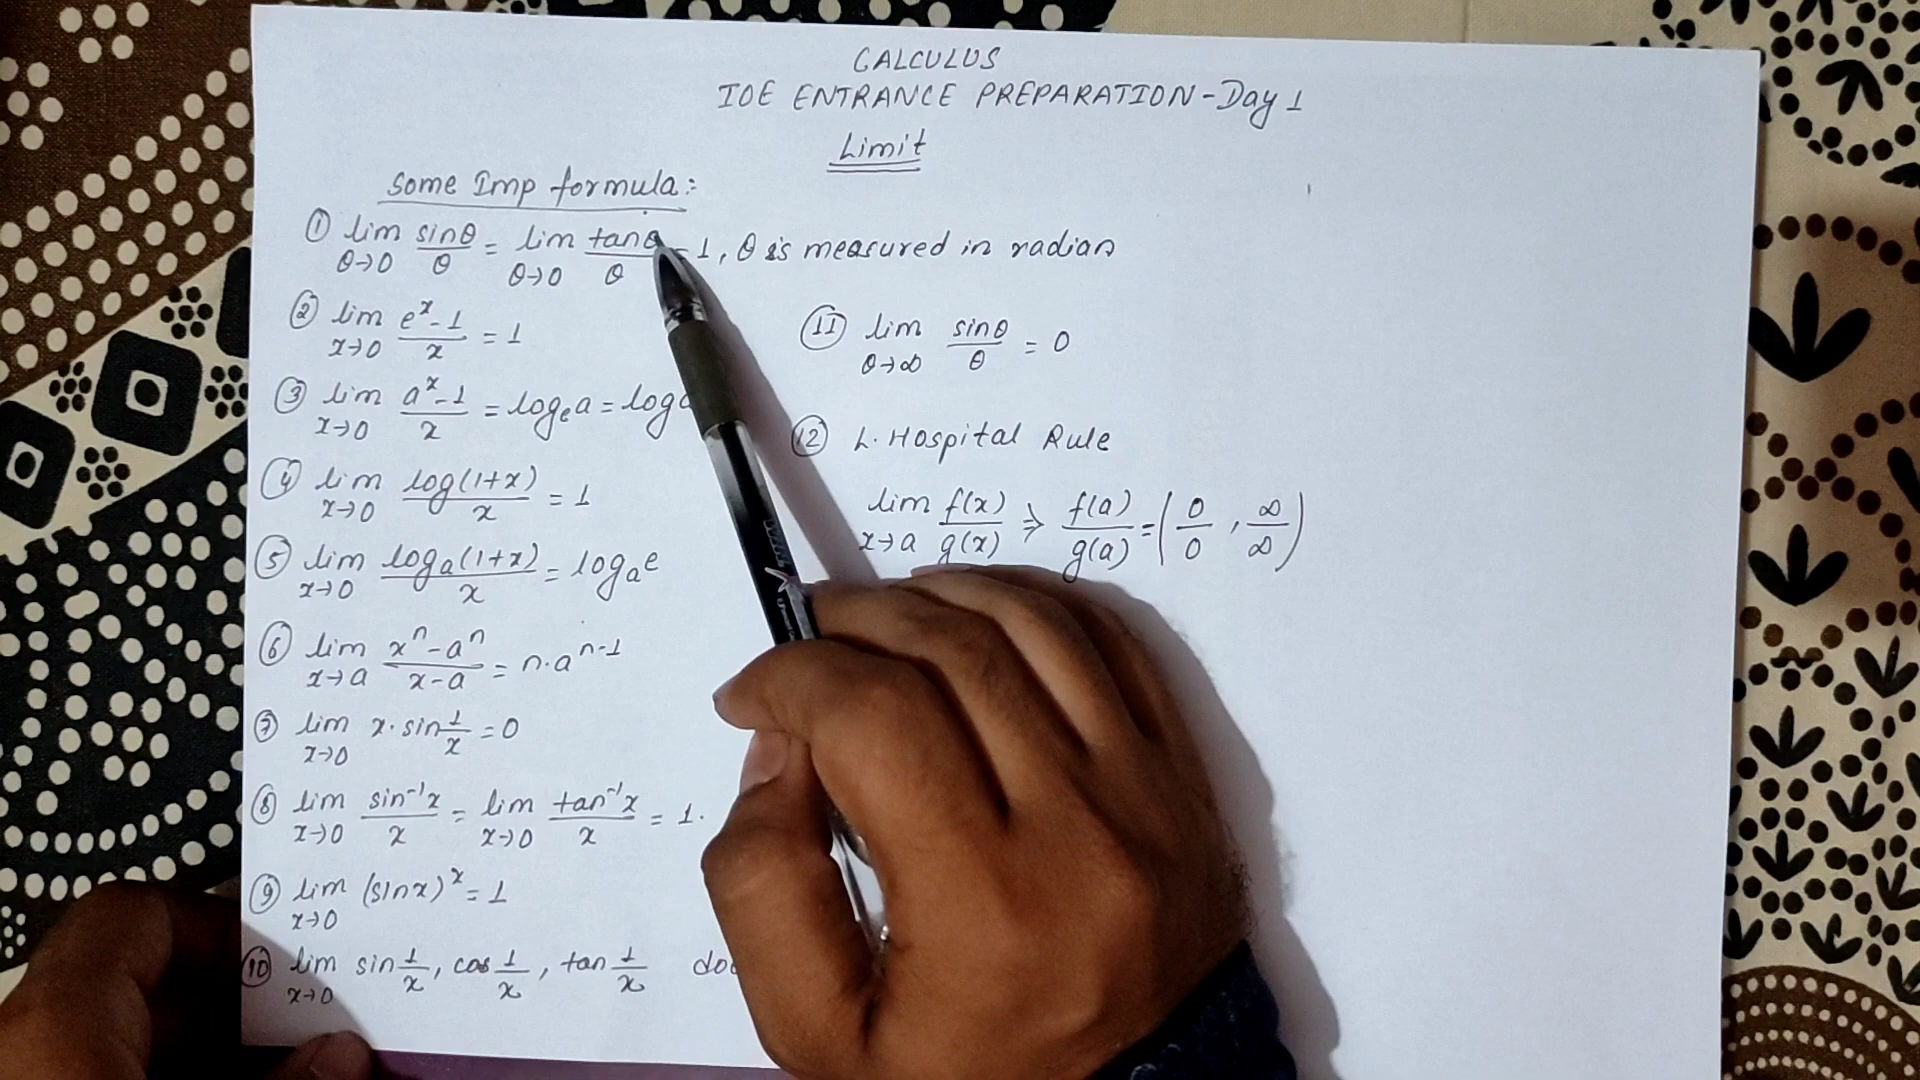 CALCULUS
IOE ENTRANCE PREPARATION-Day 1
Limit
Some Imp formula:-
① lim θ→0 sinθ/θ = lim θ→0 tanθ/θ = 1, θ is measured in radian
② lim x→0 (e^x-1)/x = 1
③ lim x→0 (a^x-1)/x = logₑa = log
④ lim x→0 log(1+x)/x = 1
⑤ lim x→0 logₐ(1+x)/x = logₐe
⑥ lim x→a (x^n-a^n)/(x-a) = n·a^(n-1)
⑦ lim x→0 x·sin 1/x = 0
⑧ lim x→0 sin⁻¹x/x = lim x→0 tan⁻¹x/x = 1.
⑨ lim x→0 (sinx)^x = 1
⑩ lim x→0 sin 1/x, cos 1/x, tan 1/x
⑪ lim θ→∞ sinθ/θ = 0
⑫ L. Hospital Rule
lim x→a f(x)/g(x) ⇒ f(a)/g(a) = (0/0, ∞/∞)